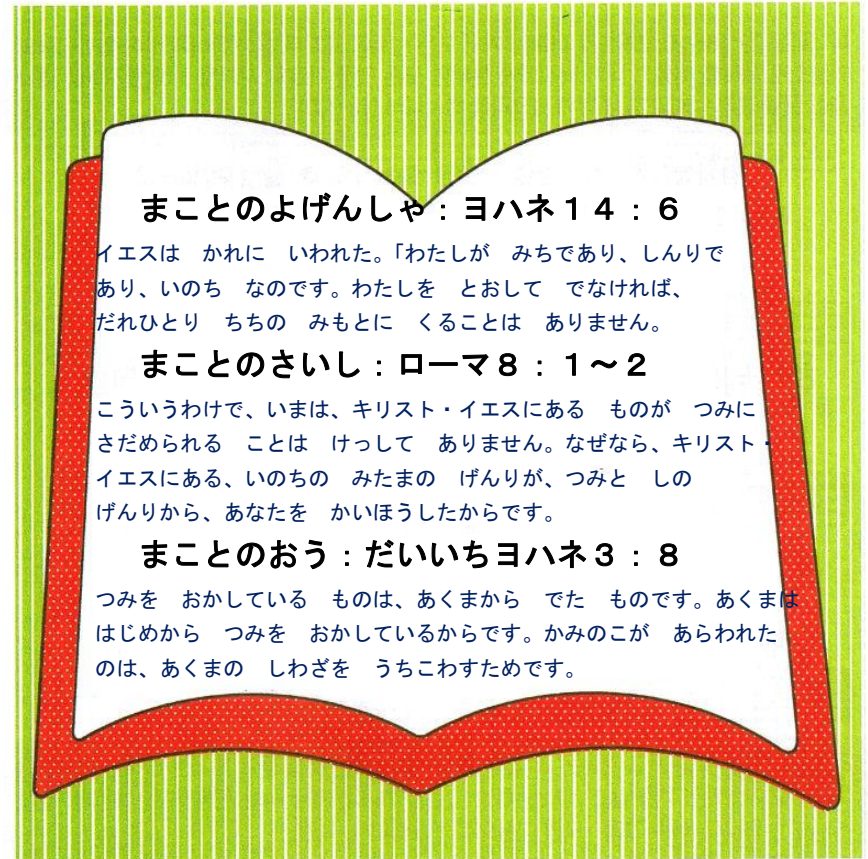 まことのよげんしゃ：ヨハネ１４：６
イエスは　かれに　いわれた。「わたしが　みちであり、しんりで
あり、いのち　なのです。わたしを　とおして　でなければ、
だれひとり　ちちの　みもとに　くることは　ありません。
まことのさいし：ローマ８：１～２
こういうわけで、いまは、キリスト・イエスにある　ものが　つみに
さだめられる　ことは　けっして　ありません。なぜなら、キリスト・
イエスにある、いのちの　みたまの　げんりが、つみと　しの
げんりから、あなたを　かいほうしたからです。
まことのおう：だいいちヨハネ３：８
つみを　おかしている　ものは、あくまから　でた　ものです。あくまは
はじめから　つみを　おかしているからです。かみのこが　あらわれた
のは、あくまの　しわざを　うちこわすためです。